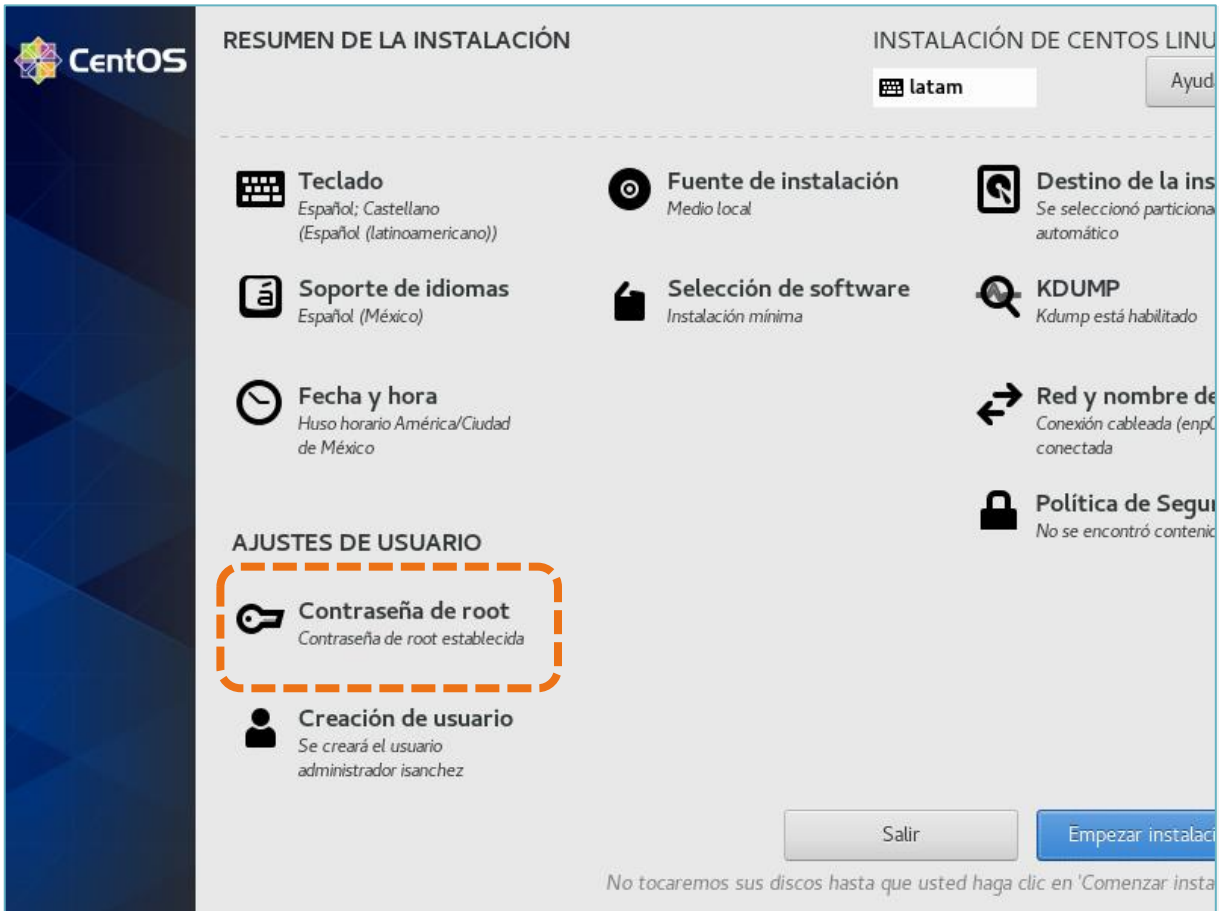 CentOS
RESUMEN DE LA INSTALACIÓN
INSTALACIÓN DE CENTOS LINU
latam
Ayud
Teclado
Español; Castellano
(Español (latinoamericano))
Fuente de instalación
Medio local
Destino de la ins
Se seleccionó particiona
automático
á
Soporte de idiomas
Español (México)
Selección de software
Instalación mínima
KDUMP
Kdump está habilitado
Fecha y hora
Huso horario América/Ciudad
de México
Red y nombre de
Conexión cableada (enp0
conectada
Política de Segur
No se encontró contenid
AJUSTES DE USUARIO
Contraseña de root
Contraseña de root establecida
Creación de usuario
Se creará el usuario
administrador isanchez
Salir
Empezar instalaci
No tocaremos sus discos hasta que usted haga clic en 'Comenzar insta